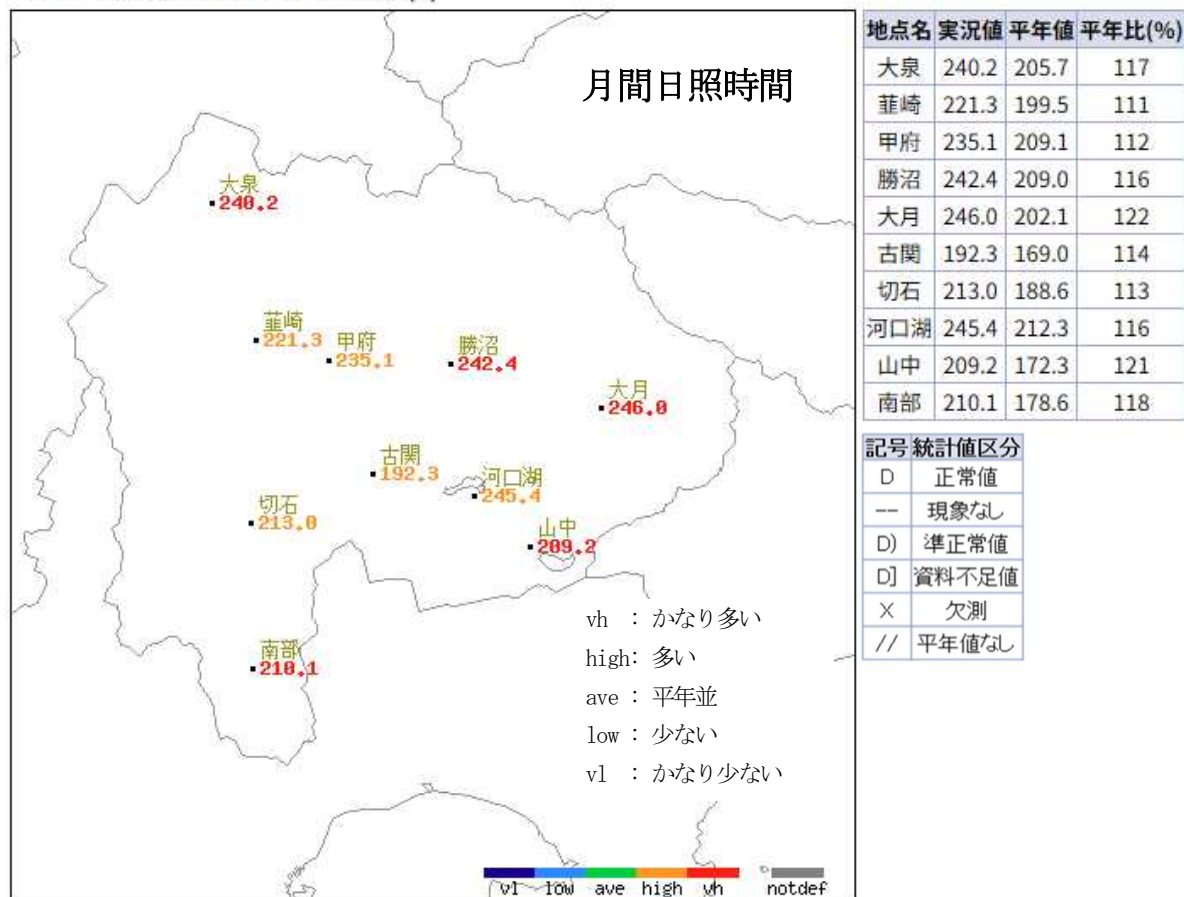 月間日照時間
大泉
240.2
韮崎
221.3
甲府
235.1
勝沼
242.4
大月
246.0
古関
192.3
河口湖
245.4
切石
213.0
山中
209.2
南部
210.1
vh : かなり多い
high: 多い
ave : 平年並
low : 少ない
vl : かなり少ない
vl low ave high vh notdef
地点名 実況値 平年値 平年比(%)
大泉 240.2 205.7 117
韮崎 221.3 199.5 111
甲府 235.1 209.1 112
勝沼 242.4 209.0 116
大月 246.0 202.1 122
古関 192.3 169.0 114
切石 213.0 188.6 113
河口湖 245.4 212.3 116
山中 209.2 172.3 121
南部 210.1 178.6 118
記号 統計値区分
D 正常値
-- 現象なし
D) 準正常値
D] 資料不足値
× 欠測
// 平年値なし